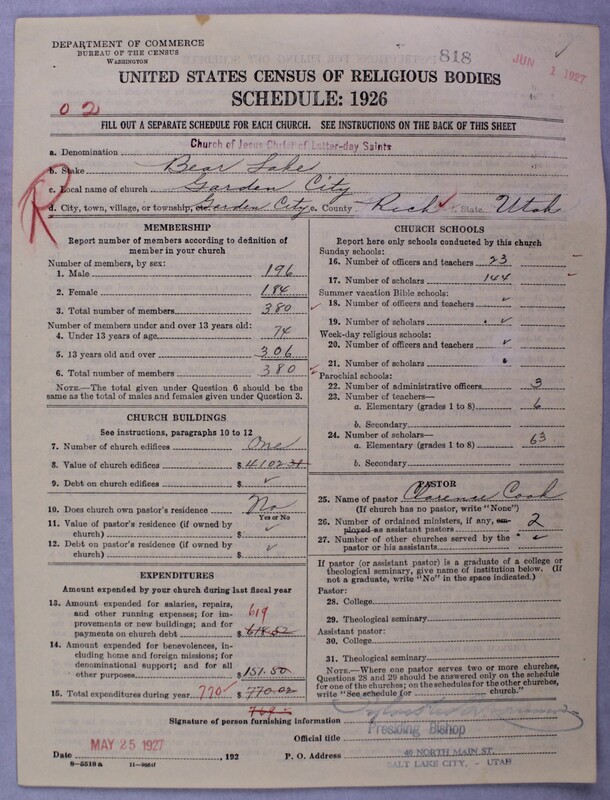 DEPARTMENT OF COMMERCE
BUREAU OF THE CENSUS
WASHINGTON
818
JUN 1 1927
UNITED STATES CENSUS OF RELIGIOUS BODIES
SCHEDULE: 1926
0 2
FILL OUT A SEPARATE SCHEDULE FOR EACH CHURCH. SEE INSTRUCTIONS ON THE BACK OF THIS SHEET
a. Denomination Church of Jesus Christ of Latter-day Saints
b. Stake Bear Lake
c. Local name of church Garden City
d. City, town, village, or township, Garden City e. County Rich f. State Utah
R
MEMBERSHIP
Report number of members according to definition of
member in your church
Number of members, by sex:
1. Male 196
2. Female 184
3. Total number of members 380
Number of members under and over 13 years old:
4. Under 13 years of age 74
5. 13 years old and over 306
6. Total number of members 380
NOTE.—The total given under Question 6 should be the
same as the total of males and females given under Question 3.
CHURCH BUILDINGS
See instructions, paragraphs 10 to 12
7. Number of church edifices One
8. Value of church edifices $
9. Debt on church edifices $ ✓
10. Does church own pastor's residence? No
Yes or No
11. Value of pastor's residence (if owned by
church) $ ✓
12. Debt on pastor's residence (if owned by
church) $ ✓
EXPENDITURES
Amount expended by church during last fiscal year
13. Amount expended for salaries, repairs,
and other running expenses; for im-
provements or new buildings; and for
payments on church debt $ 619 618.52
14. Amount expended for benevolences, in-
cluding home and foreign missions; for
denominational support; and for all
other purposes $ 151.50
15. Total expenditures during year 770 ✓ $ 770.02
CHURCH SCHOOLS
Report here only schools conducted by this church
Sunday schools:
16. Number of officers and teachers 23
17. Number of scholars 144
Summer vacation Bible schools:
18. Number of officers and teachers ✓
19. Number of scholars ✓
Week-day religious schools:
20. Number of officers and teachers ✓
21. Number of scholars
Parochial schools:
22. Number of administrative officers 3
23. Number of teachers—
a. Elementary (grades 1 to 8) 6
b. Secondary
24. Number of scholars—
a. Elementary (grades 1 to 8) 63
b. Secondary
PASTOR
25. Name of pastor Clarence Cook
(If church has no pastor, write "None")
26. Number of ordained ministers, if any, em-
ployed as assistant pastors 2
27. Number of other churches served by the
pastor or his assistants ✓
If pastor (or assistant pastor) is a graduate of a college or
theological seminary, give name of institution below. (If
not a graduate, write "No" in the space indicated.)
Pastor:
28. College
29. Theological seminary
Assistant pastor:
30. College
31. Theological seminary
NOTE.—Where one pastor serves two or more churches,
Questions 28 and 29 should be answered only on the schedule
for one of the churches; on the schedules for the other churches,
write "See schedule for church."
Signature of person furnishing information
Official title Presiding Bishop
Date MAY 25 1927, 192
P. O. Address 40 NORTH MAIN ST.
SALT LAKE CITY, - UTAH
8-5518a